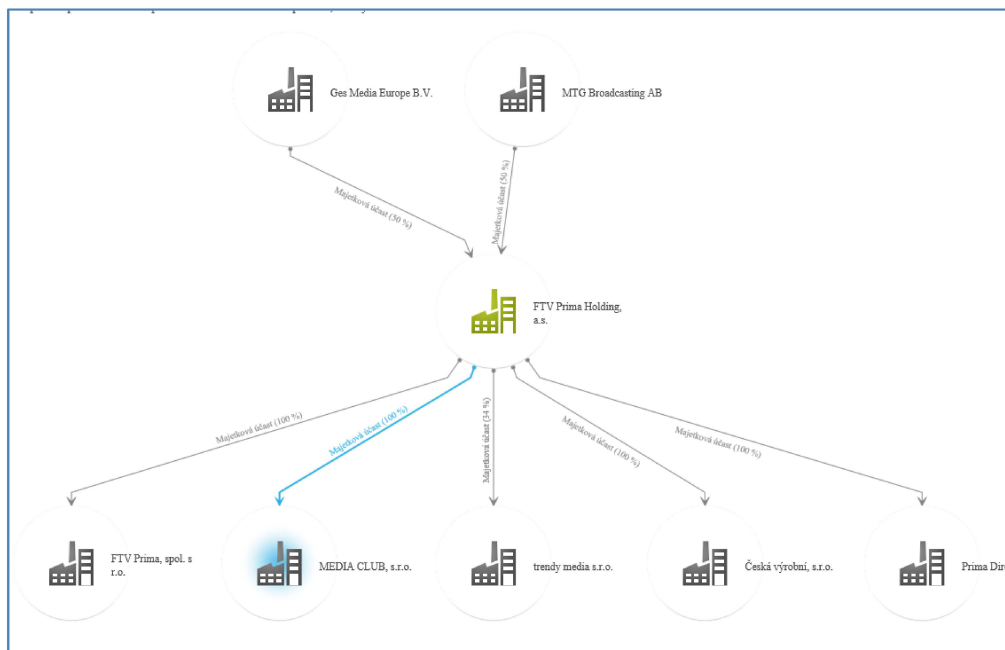 Ges Media Europe B.V.
MTG Broadcasting AB
Majetková účast (50 %)
Majetková účast (50 %)
FTV Prima Holding,
a.s.
Majetková účast (100 %)
Majetková účast (100 %)
Majetková účast (34 %)
Majetková účast (100 %)
Majetková účast (100 %)
FTV Prima, spol. s
r.o.
MEDIA CLUB, s.r.o.
trendy media s.r.o.
Česká výrobní, s.r.o.
Prima Dire